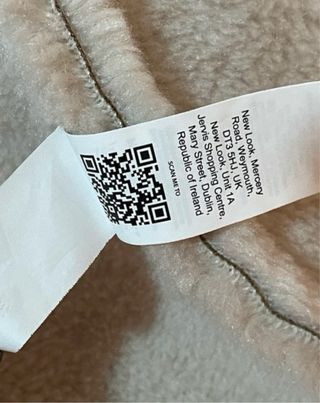 New Look, Mercery
Road, Weymouth,
DT3 5HJ, UK
New Look, Unit 1A
Jervis Shopping Centre,
Mary Street, Dublin,
Republic of Ireland
SCAN ME TO